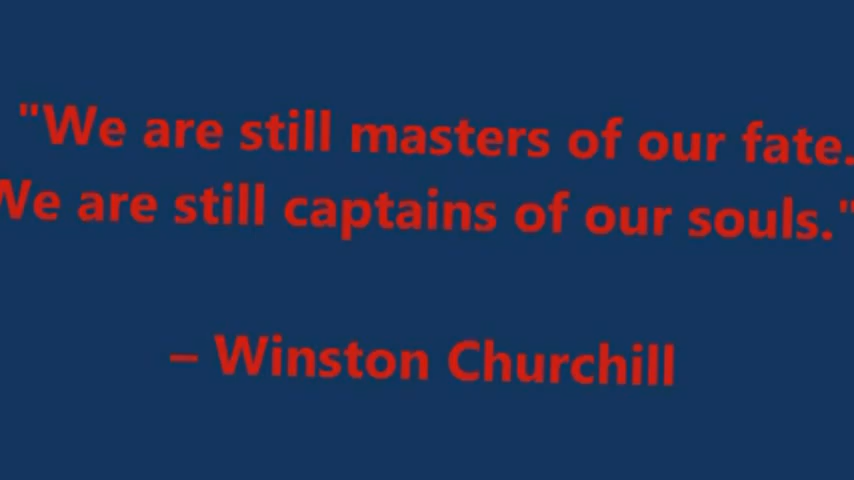 "We are still masters of our fate.
We are still captains of our souls."
– Winston Churchill